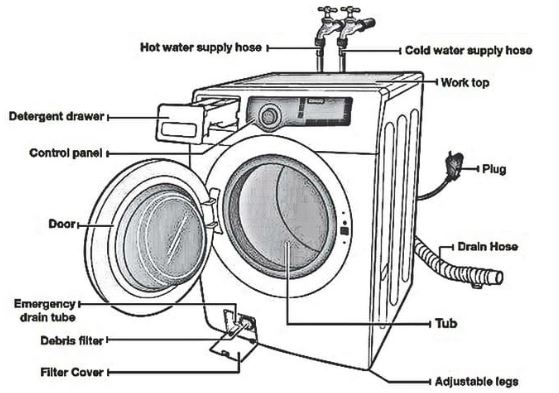 Hot water supply hose
Cold water supply hose
Work top
Detergent drawer
Control panel
Plug
Door
Drain Hose
Emergency
drain tube
Tub
Debris filter
Filter Cover
Adjustable legs